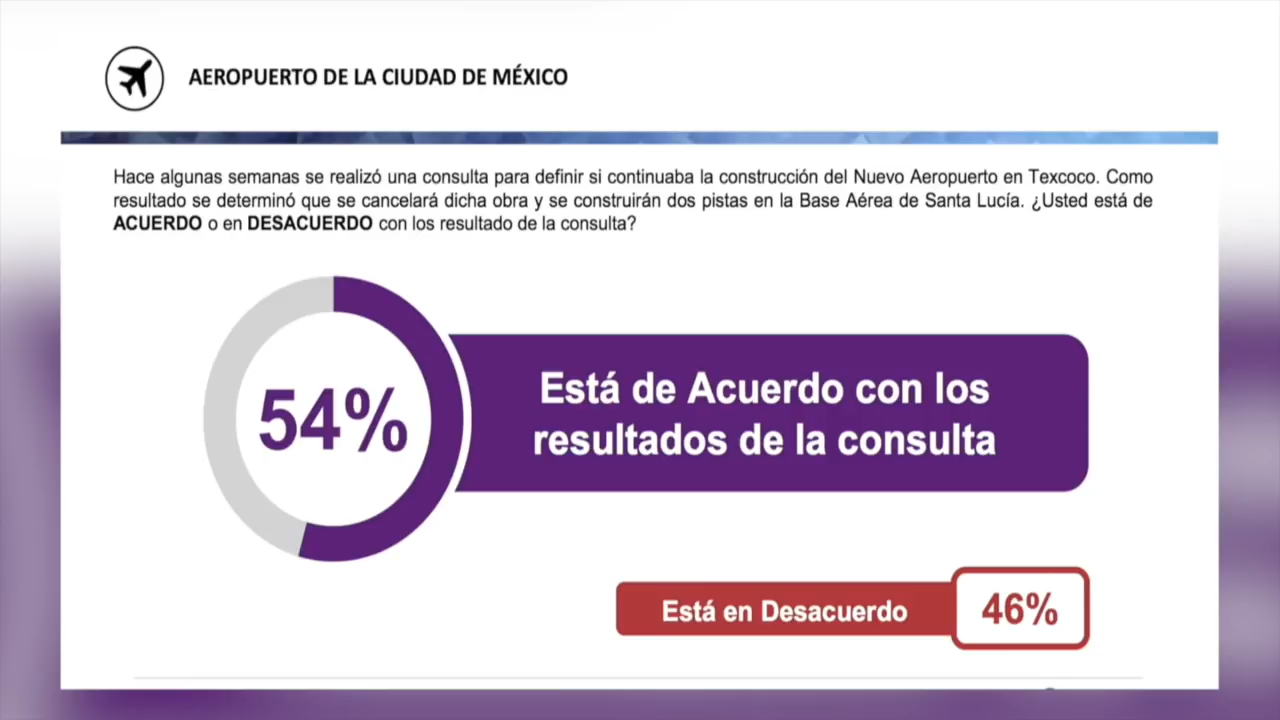 AEROPUERTO DE LA CIUDAD DE MÉXICO
Hace algunas semanas se realizó una consulta para definir si continuaba la construcción del Nuevo Aeropuerto en Texcoco. Como
resultado se determinó que se cancelará dicha obra y se construirán dos pistas en la Base Aérea de Santa Lucía. ¿Usted está de
ACUERDO o en DESACUERDO con los resultado de la consulta?
54%
Está de Acuerdo con los
resultados de la consulta
Está en Desacuerdo
46%